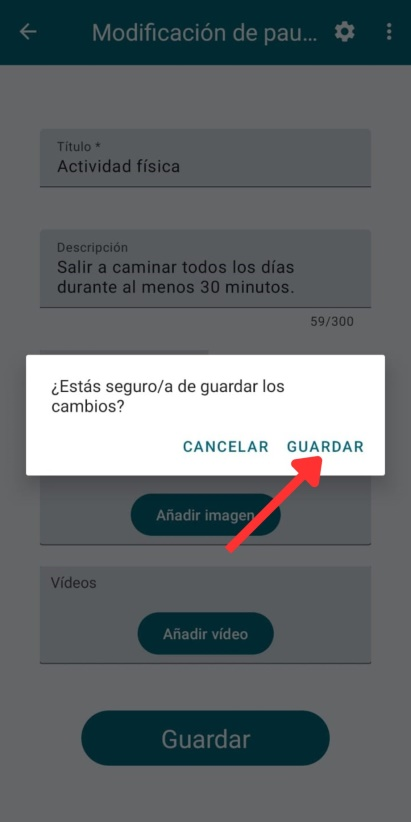 Modificación de pau...
Título *
Actividad física
Descripción
Salir a caminar todos los días
durante al menos 30 minutos.
59/300
¿Estás seguro/a de guardar los
cambios?
CANCELAR GUARDAR
Añadir imagen
Vídeos
Añadir vídeo
Guardar